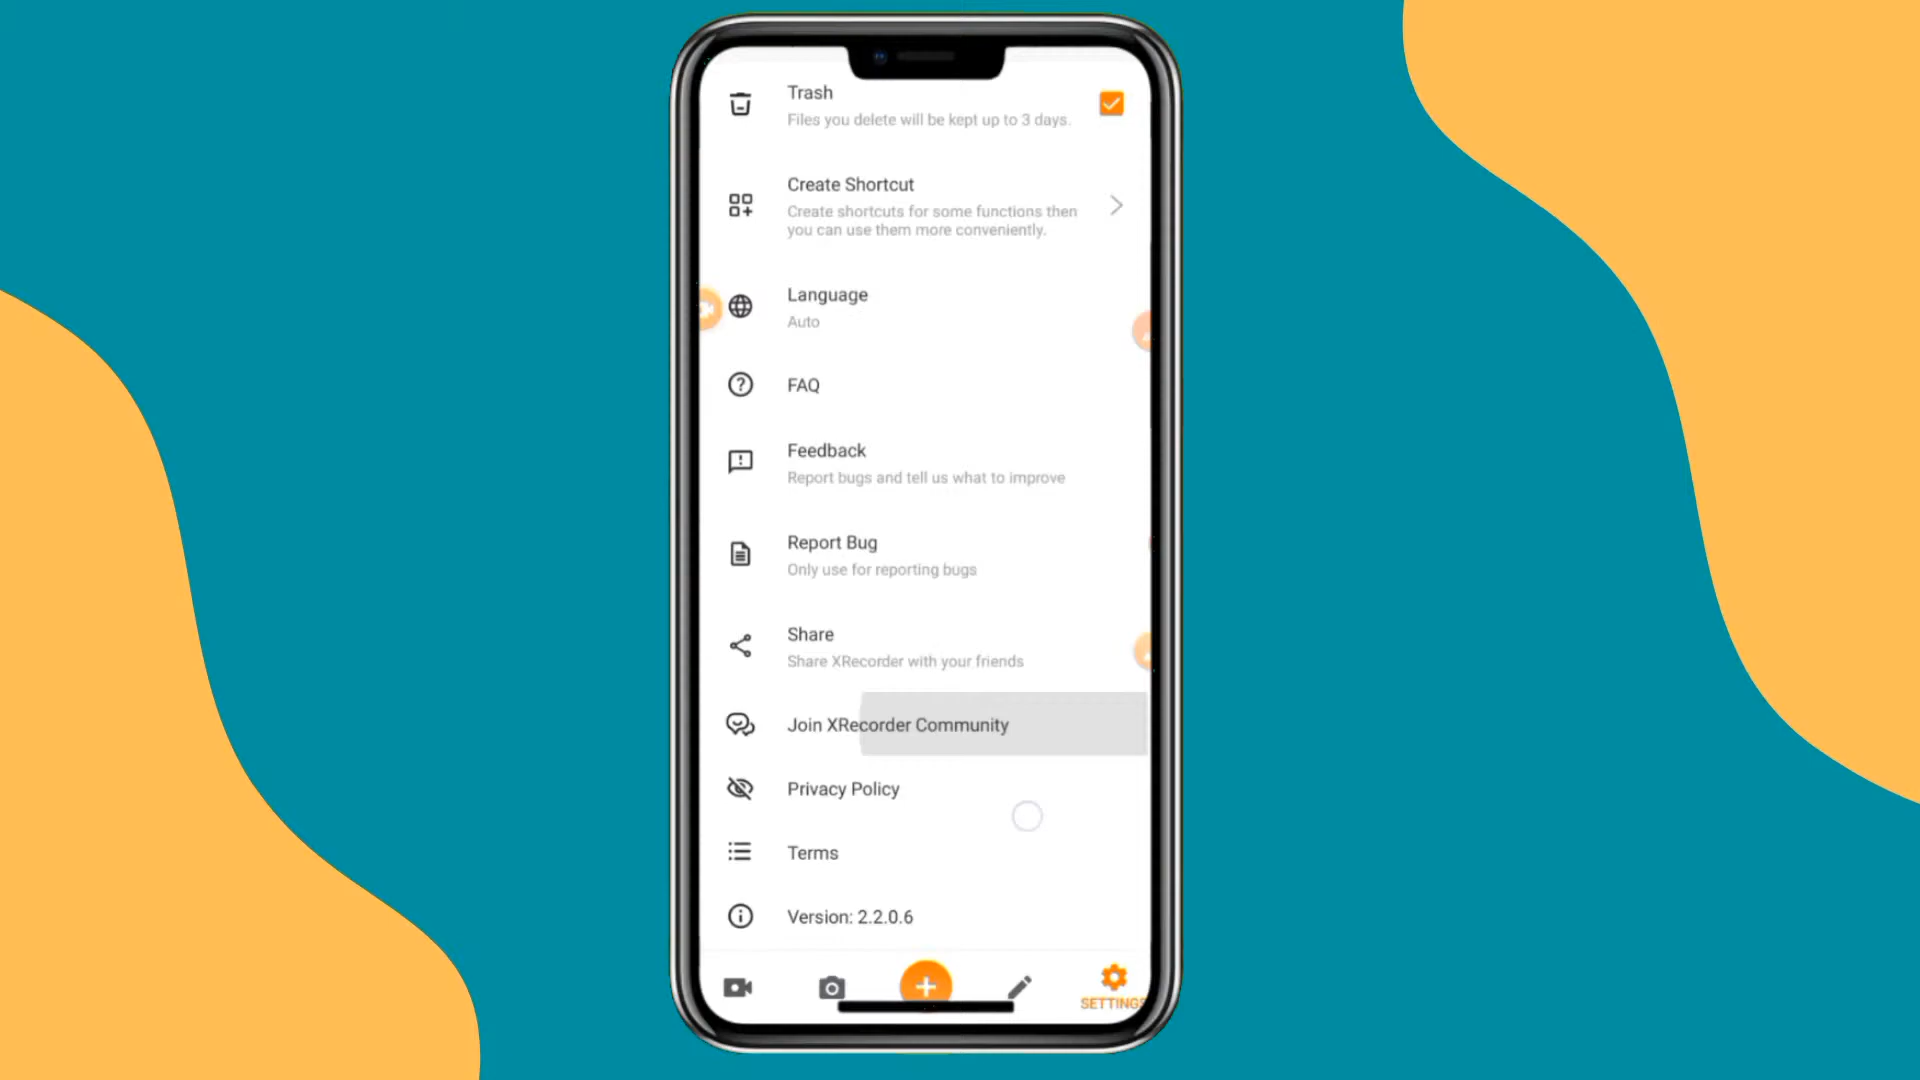 Trash
Files you delete will be kept up to 3 days.
Create Shortcut
Create shortcuts for some functions then
you can use them more conveniently.
Language
Auto
FAQ
Feedback
Report bugs and tell us what to improve
Report Bug
Only use for reporting bugs
Share
Share XRecorder with your friends
Join XRecorder Community
Privacy Policy
Terms
Version: 2.2.0.6
SETTINGS